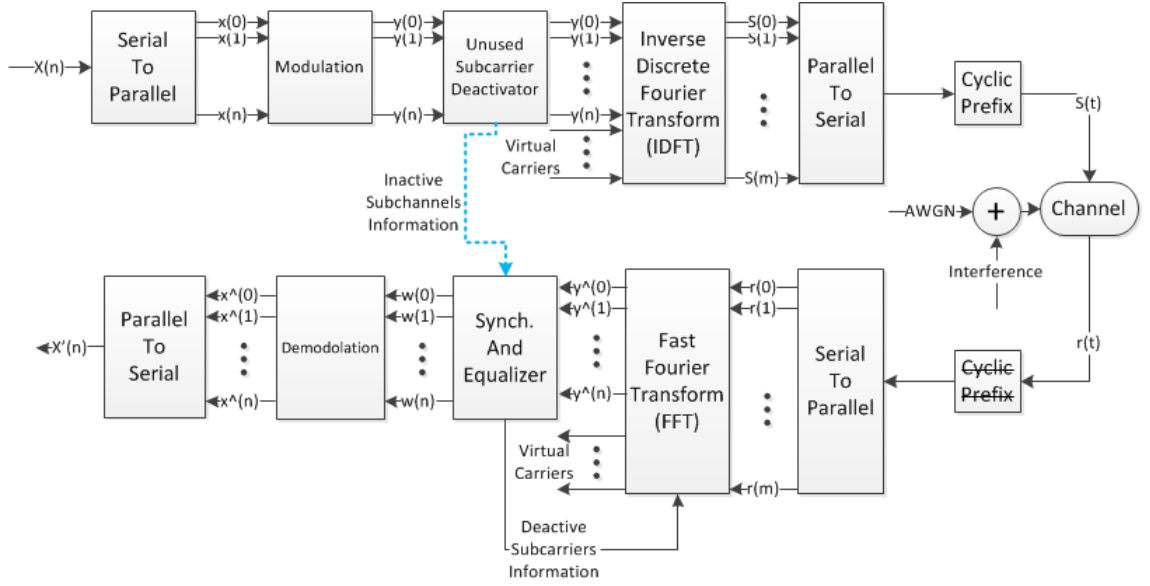 X(n)
Serial
To
Parallel
x(0)
x(1)
x(n)
Modulation
y(0)
y(1)
y(n)
Unused
Subcarrier
Deactivator
y(0)
y(1)
y(n)
Virtual
Carriers
Inverse
Discrete
Fourier
Transform
(IDFT)
S(0)
S(1)
S(m)
Parallel
To
Serial
Cyclic
Prefix
S(t)
Inactive
Subchannels
Information
AWGN
+
Channel
Interference
r(t)
Cyclic
Prefix
Serial
To
Parallel
r(0)
r(1)
r(m)
Fast
Fourier
Transform
(FFT)
y^(0)
y^(1)
y^(n)
Virtual
Carriers
Synch.
And
Equalizer
w(0)
w(1)
w(n)
Demodolation
x^(0)
x^(1)
x^(n)
Parallel
To
Serial
X'(n)
Deactive
Subcarriers
Information